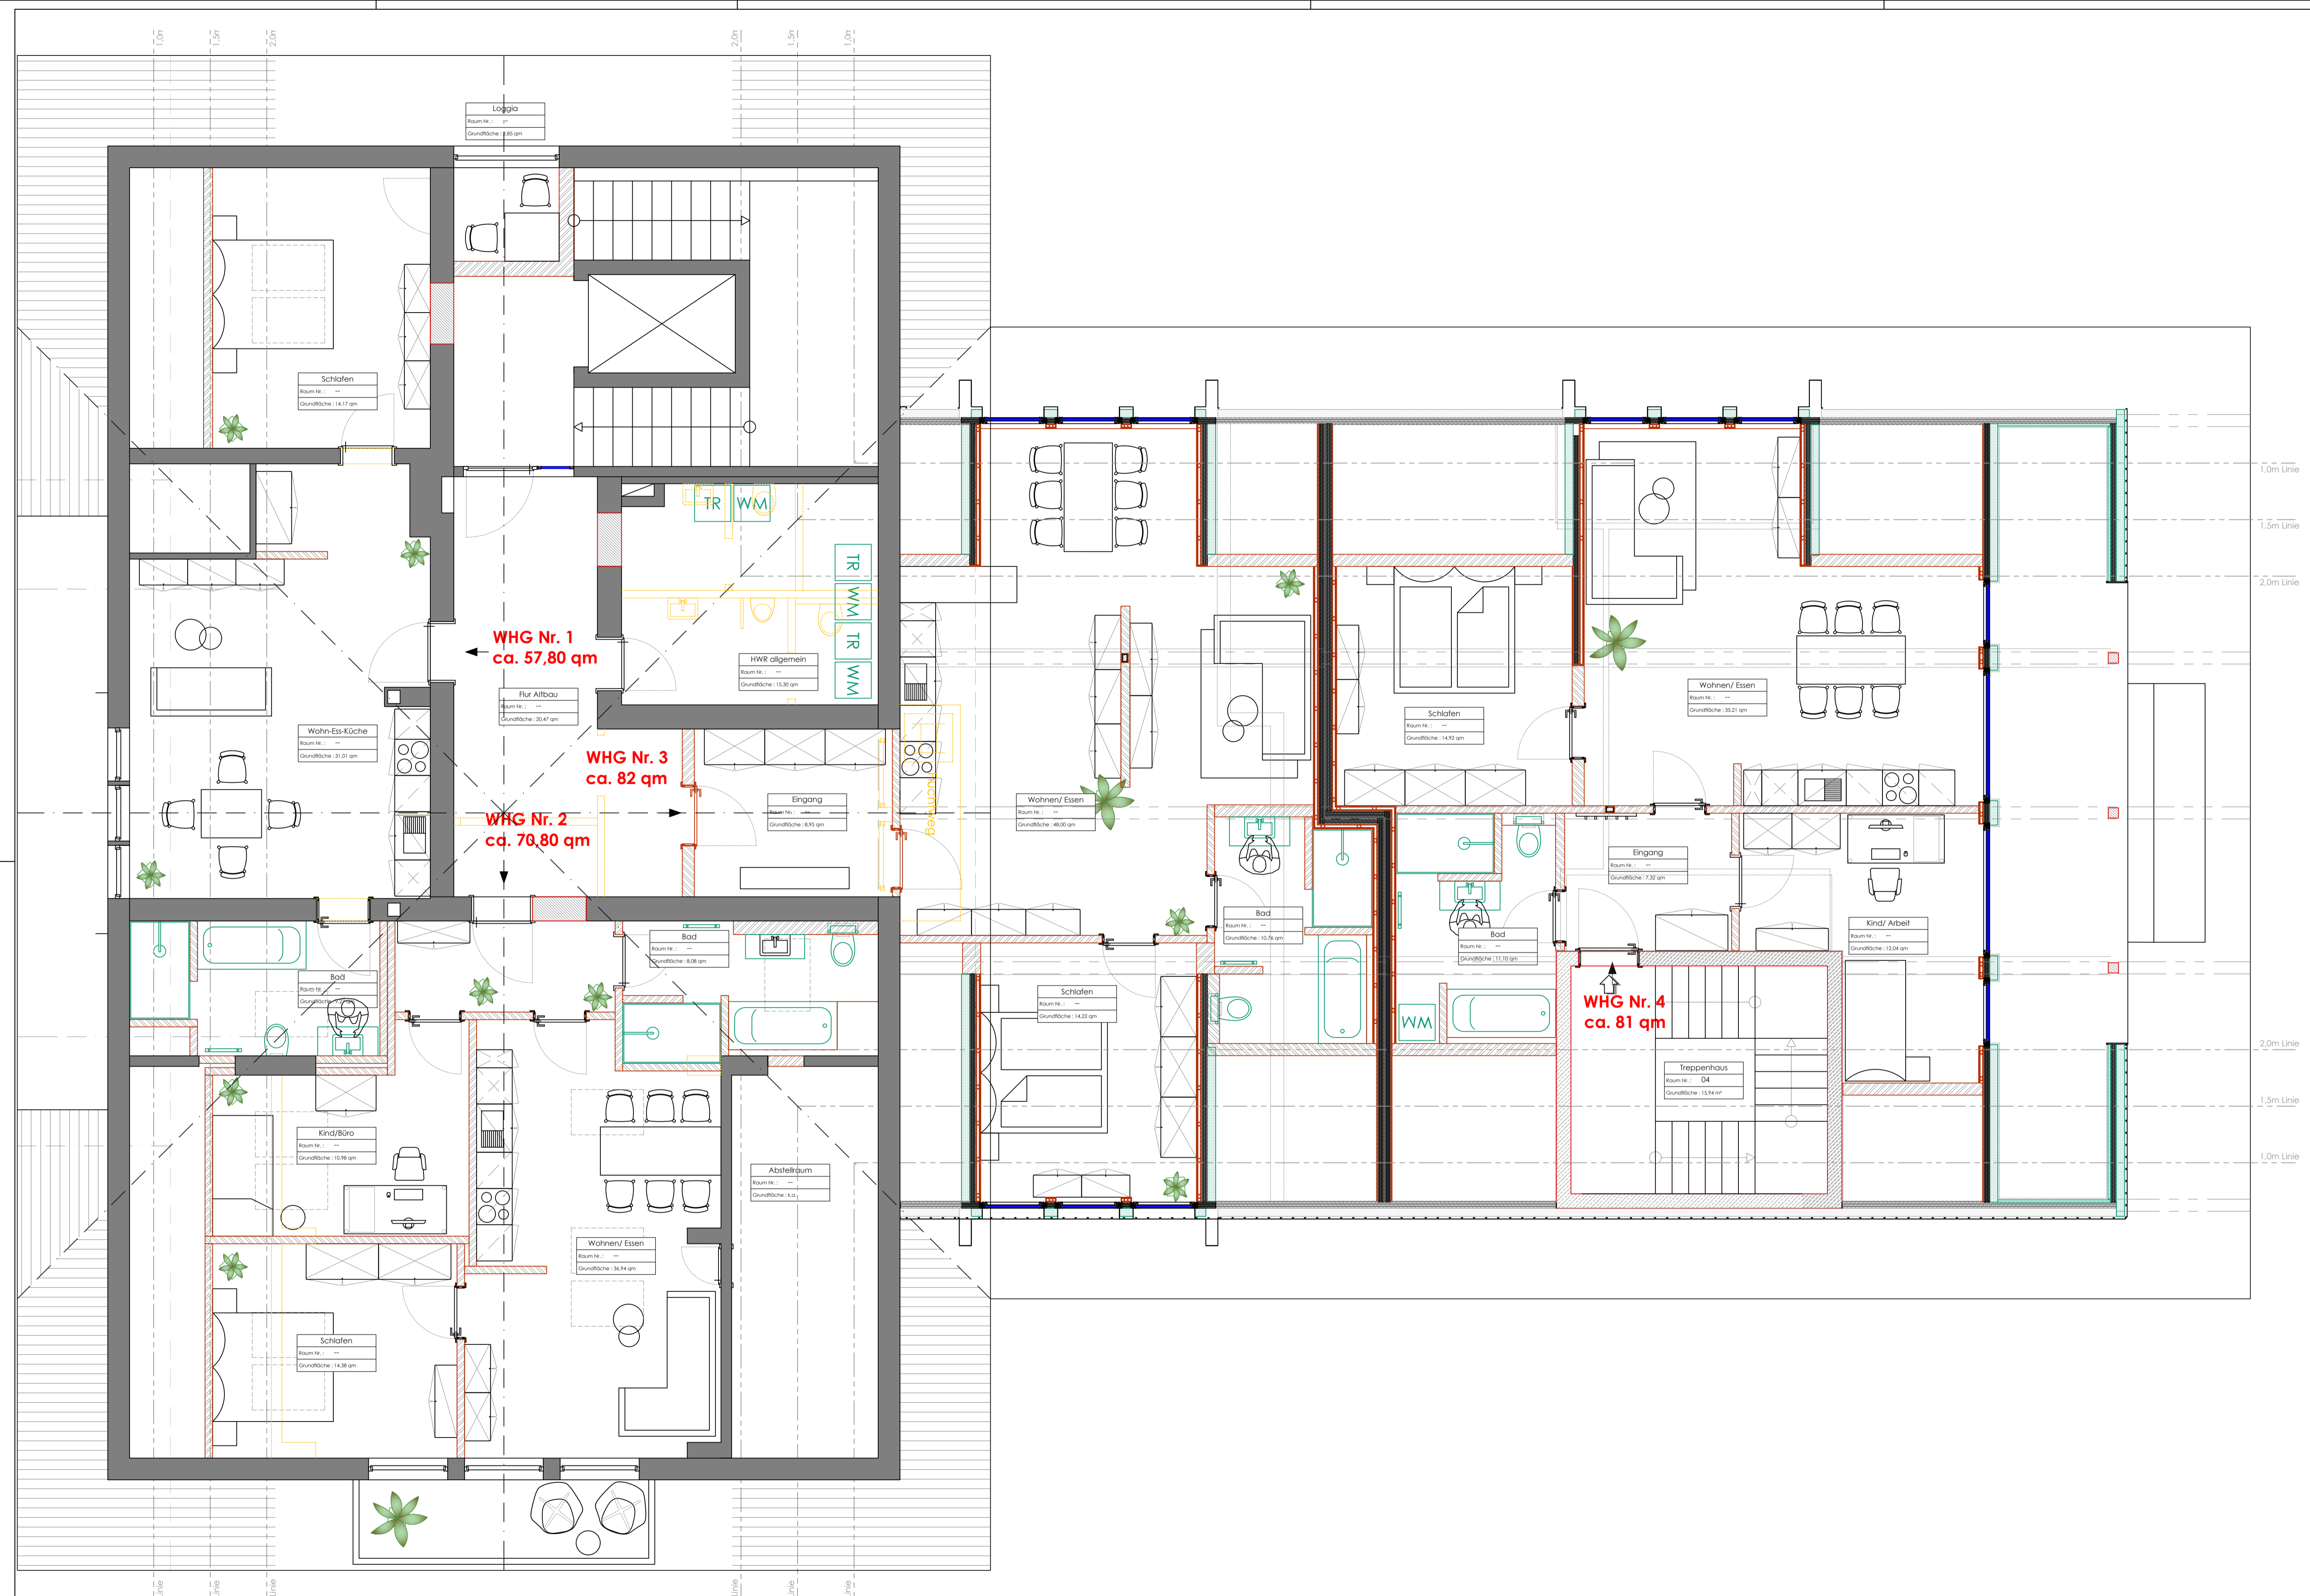 1,0m
1,5m
2,0m
2,0m
1,5m
1,0m
Loggia
Raum Nr. : --
Schlafen
Raum Nr. : --
Grundfläche : 14,17 qm
TR
WM
TR
WM
TR
WM
1,0m Linie
1,5m Linie
2,0m Linie
WHG Nr. 1
ca. 57,80 qm
HWR allgemein
Raum Nr. : --
Grundfläche : 15,30 qm
Flur Altbau
Raum Nr. : --
Grundfläche : 20,47 qm
Wohn-Ess-Küche
Raum Nr. : --
Grundfläche : 31,01 qm
WHG Nr. 3
ca. 82 qm
Eingang
Raum Nr. : --
Grundfläche : 8,95 qm
WHG Nr. 2
ca. 70,80 qm
Wohnen/ Essen
Raum Nr. : --
Grundfläche : 48,00 qm
Schlafen
Raum Nr. : --
Grundfläche : 14,92 qm
Wohnen/ Essen
Raum Nr. : --
Grundfläche : 35,21 qm
Eingang
Raum Nr. : --
Grundfläche : 7,32 qm
Bad
Raum Nr. : --
Grundfläche : 10,76 qm
Bad
Raum Nr. : --
Grundfläche : 11,10 qm
Kind/ Arbeit
Raum Nr. : --
Grundfläche : 12,04 qm
Bad
Raum Nr. : --
Grundfläche : 8,08 qm
Bad
Raum Nr. : --
Schlafen
Raum Nr. : --
Grundfläche : 14,22 qm
WM
WHG Nr. 4
ca. 81 qm
Treppenhaus
Raum Nr. : 04
Grundfläche : 15,94 m²
2,0m Linie
1,5m Linie
1,0m Linie
Kind/Büro
Raum Nr. : --
Grundfläche : 10,98 qm
Abstellraum
Raum Nr. : --
Grundfläche : k.a.
Wohnen/ Essen
Raum Nr. : --
Grundfläche : 36,94 qm
Schlafen
Raum Nr. : --
Grundfläche : 14,38 qm
Linie
Linie
Linie
Linie
Linie
Linie